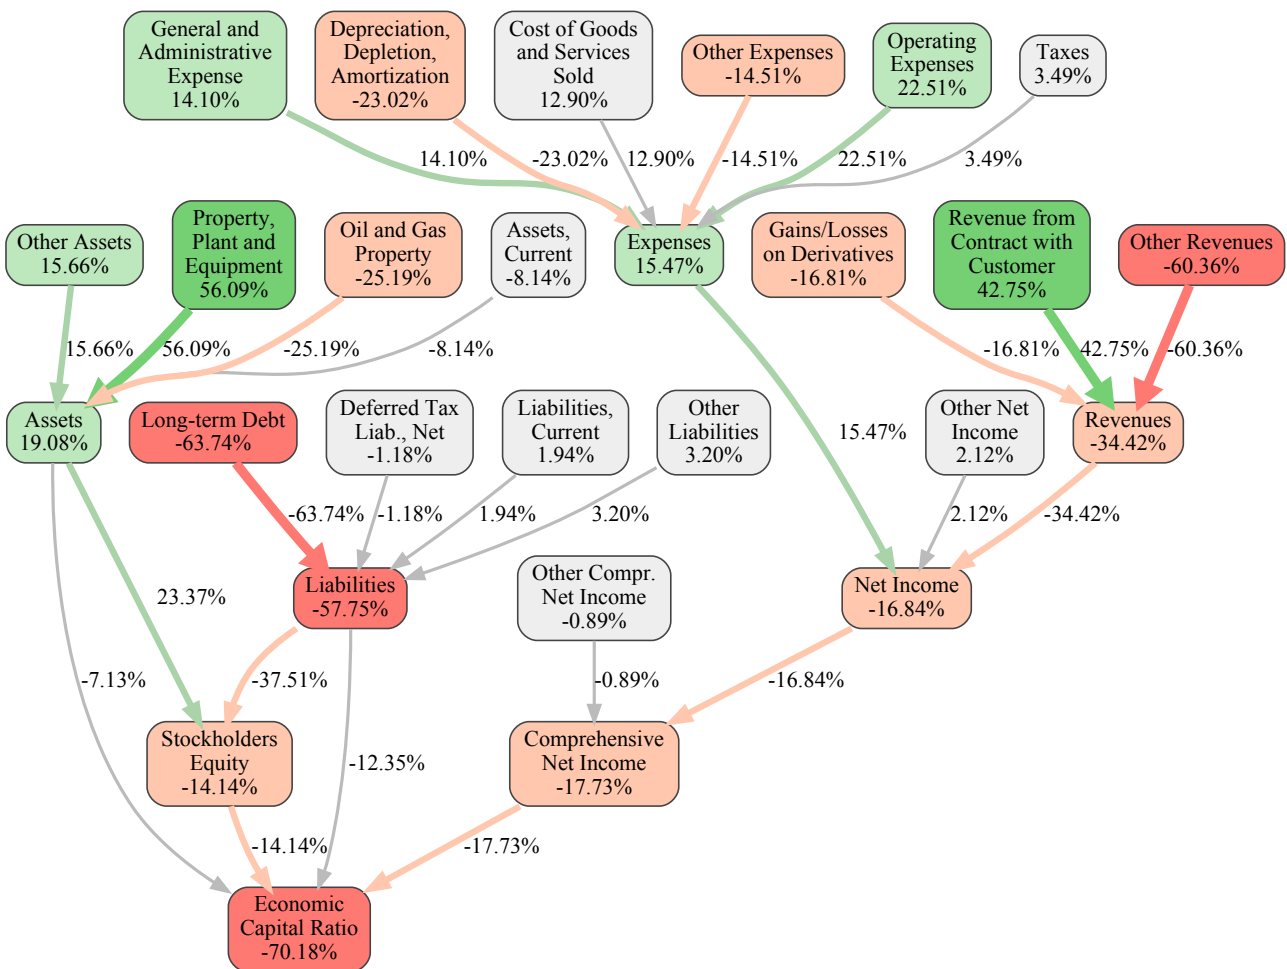 General and
Administrative
Expense
14.10%
Depreciation,
Depletion,
Amortization
-23.02%
Cost of Goods
and Services
Sold
12.90%
Other Expenses
-14.51%
Operating
Expenses
22.51%
Taxes
3.49%
14.10%
-23.02%
12.90%
-14.51%
22.51%
3.49%
Other Assets
15.66%
Property,
Plant and
Equipment
56.09%
Oil and Gas
Property
-25.19%
Assets,
Current
-8.14%
Expenses
15.47%
Gains/Losses
on Derivatives
-16.81%
Revenue from
Contract with
Customer
42.75%
Other Revenues
-60.36%
15.66%
56.09%
-25.19%
-8.14%
-16.81%
42.75%
-60.36%
Assets
19.08%
Long-term Debt
-63.74%
Deferred Tax
Liab., Net
-1.18%
Liabilities,
Current
1.94%
Other
Liabilities
3.20%
15.47%
Other Net
Income
2.12%
Revenues
-34.42%
-63.74%
-1.18%
1.94%
3.20%
2.12%
-34.42%
23.37%
Liabilities
-57.75%
Other Compr.
Net Income
-0.89%
Net Income
-16.84%
-7.13%
-37.51%
-0.89%
-16.84%
Stockholders
Equity
-14.14%
-12.35%
Comprehensive
Net Income
-17.73%
-14.14%
-17.73%
Economic
Capital Ratio
-70.18%